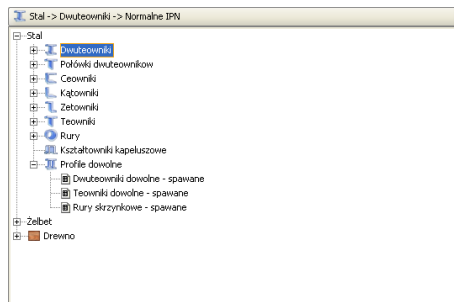 Stal -> Dwuteowniki -> Normalne IPN
Stal
Dwuteowniki
Połówki dwuteownikow
Ceowniki
Kątowniki
Zetowniki
Teowniki
Rury
Kształtowniki kapeluszowe
Profile dowolne
Dwuteowniki dowolne - spawane
Teowniki dowolne - spawane
Rury skrzynkowe - spawane
Żelbet
Drewno